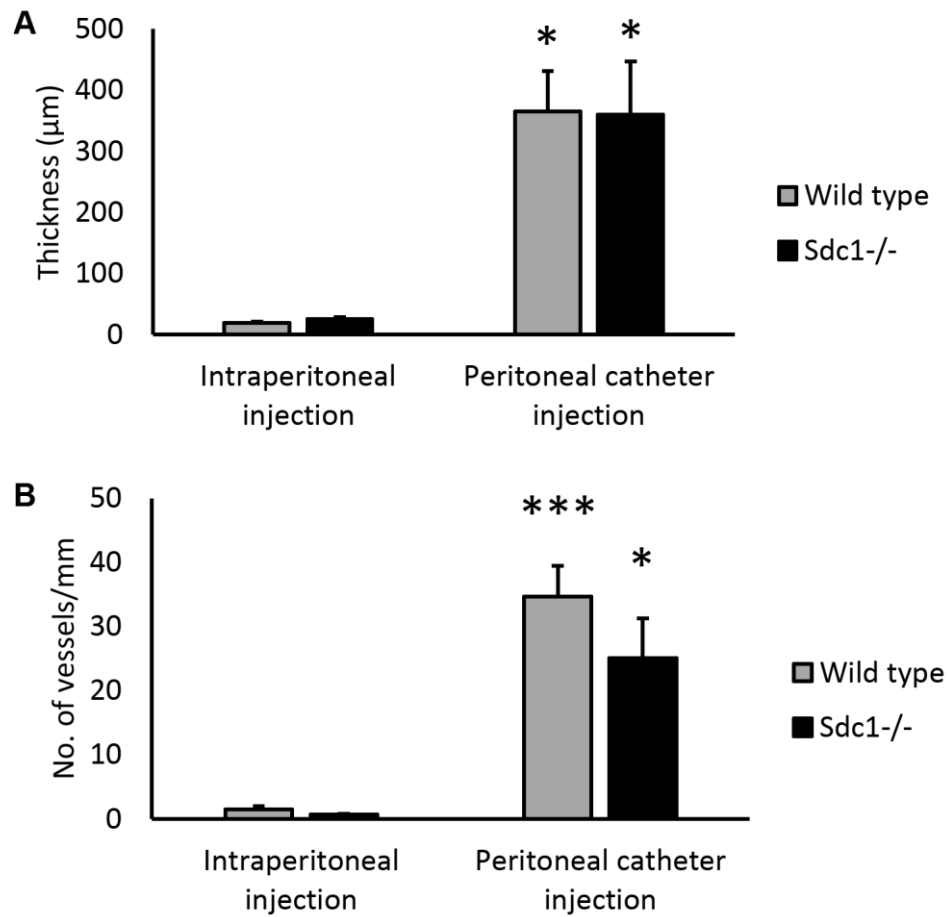 A
500
400
300
200
100
0
Thickness (µm)
*
*
Wild type
Sdc1-/-
Intraperitoneal
injection
Peritoneal catheter
injection
B
50
40
30
20
10
0
No. of vessels/mm
***
*
Wild type
Sdc1-/-
Intraperitoneal
injection
Peritoneal catheter
injection